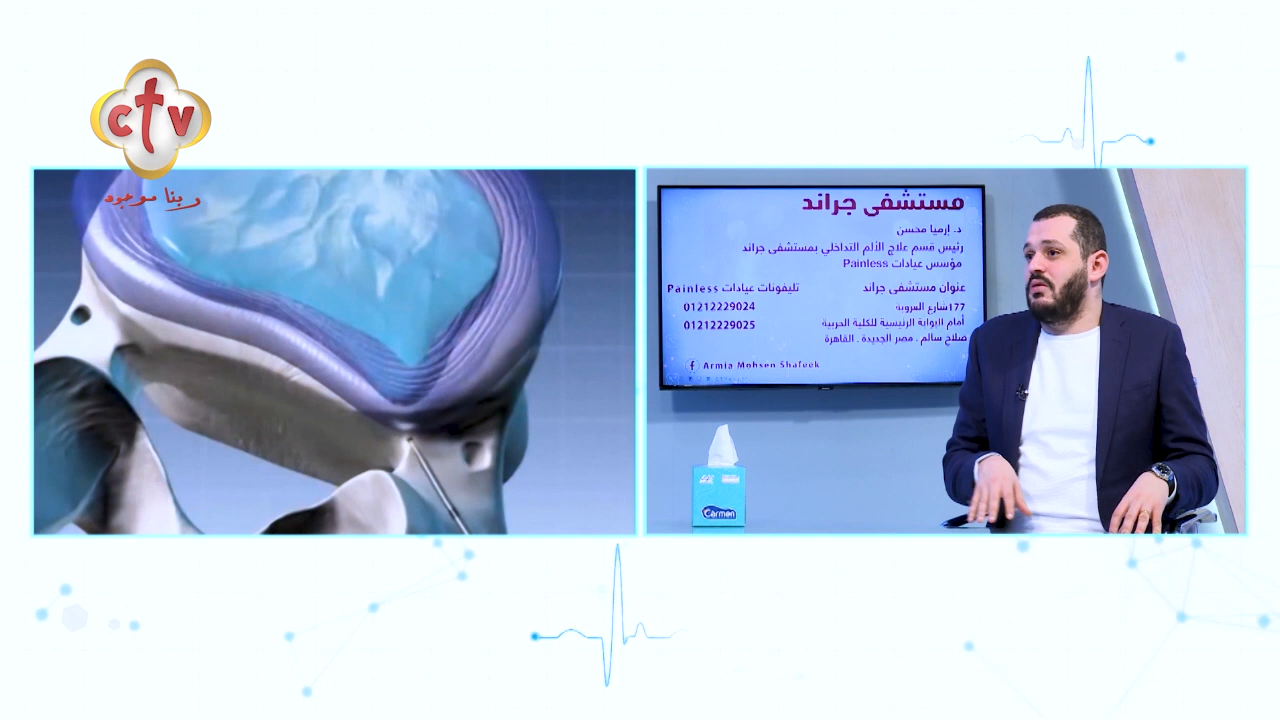 ctv
ربنا موجود
مستشفى جراند
د. إرميا محسن
رئيس قسم علاج الألم التداخلي بمستشفى جراند
مؤسس عيادات Painless
عنوان مستشفى جراند
177شارع العروبة
أمام البوابة الرئيسية للكلية الحربية
صلاح سالم . مصر الجديدة . القاهرة
تليفونات عيادات Painless
01212229024
01212229025
Armia Mohsen Shafeek
Carmen